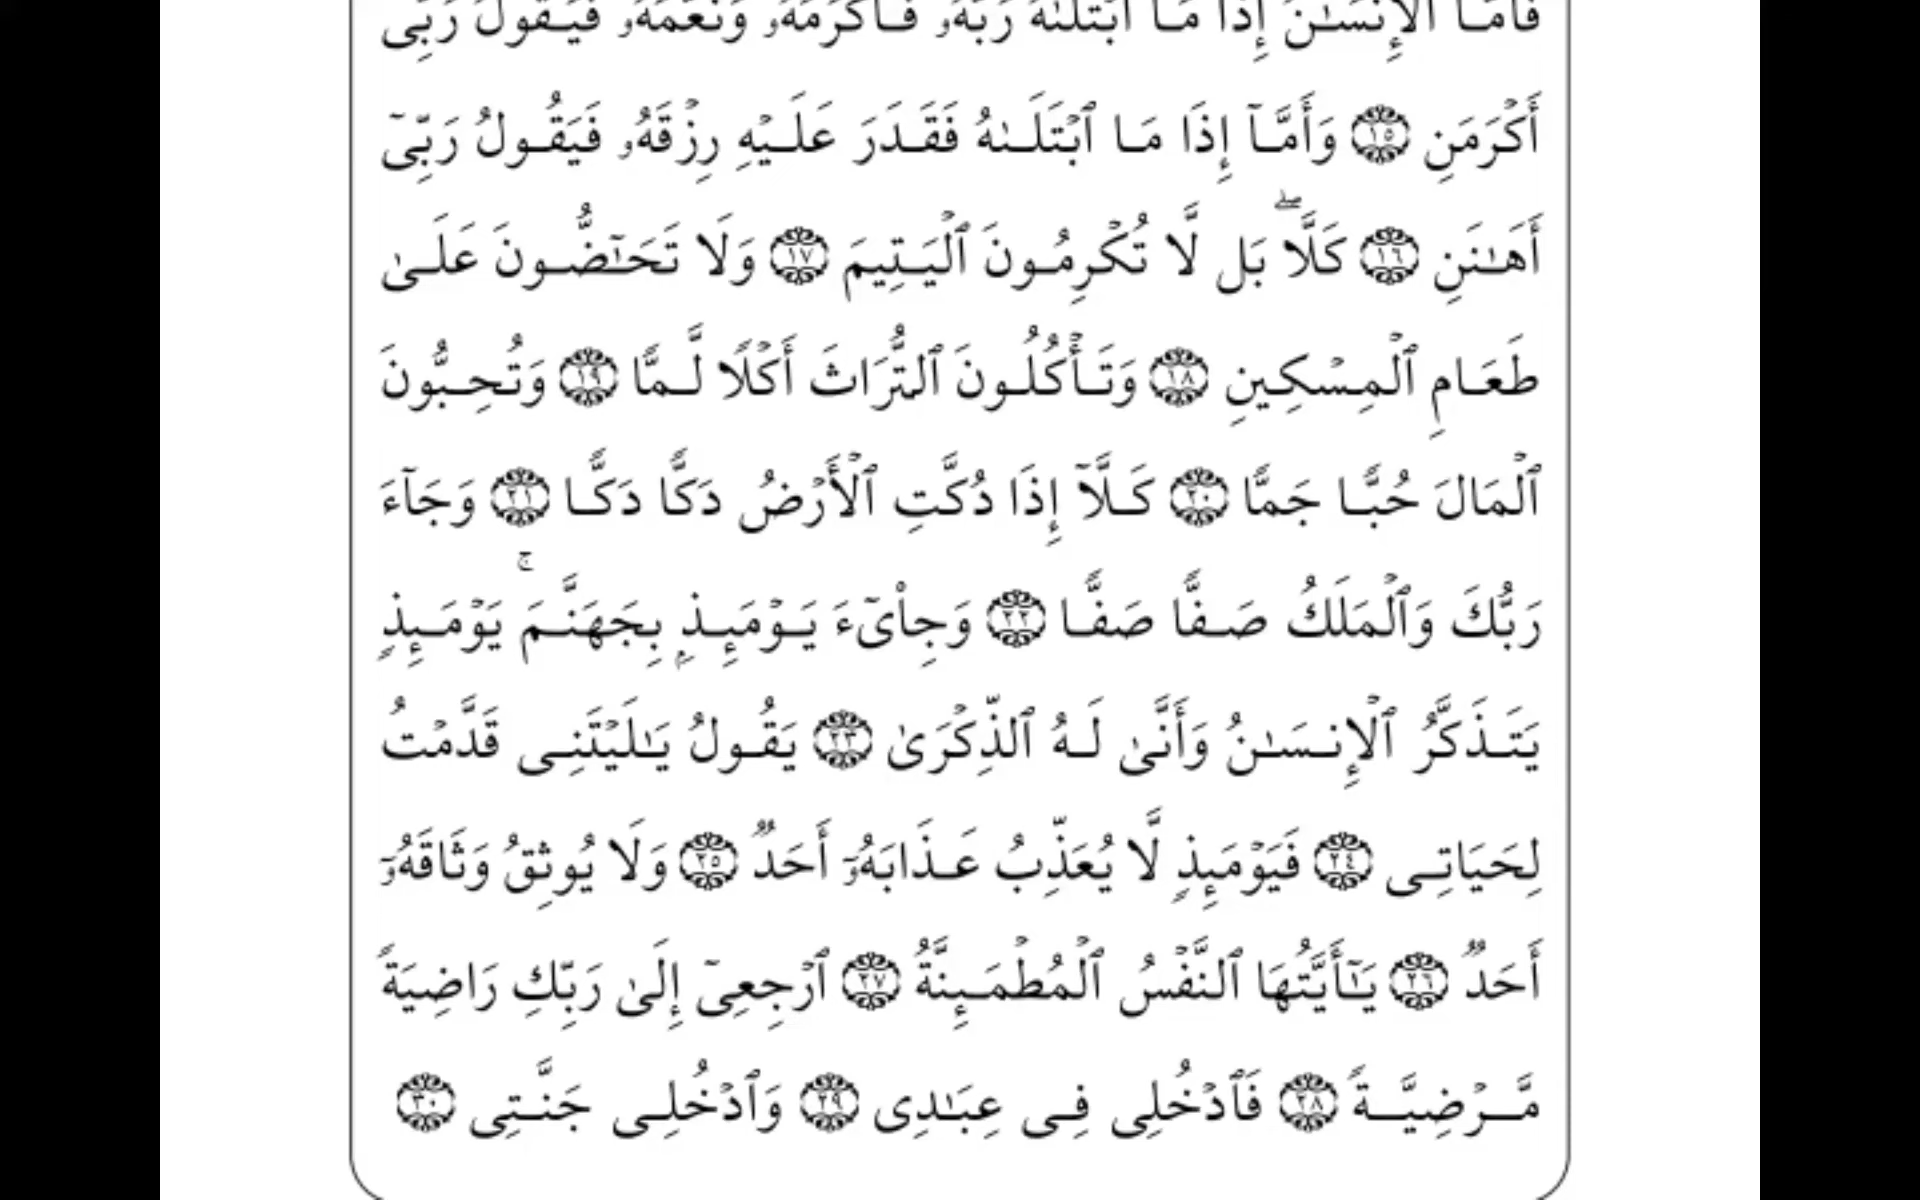 فَأَمَّا ٱلْإِنسَٰنُ إِذَا مَا ٱبْتَلَىٰهُ رَبُّهُۥ فَأَكْرَمَهُۥ وَنَعَّمَهُۥ فَيَقُولُ رَبِّىٓ
أَكْرَمَنِ ١٥ وَأَمَّآ إِذَا مَا ٱبْتَلَىٰهُ فَقَدَرَ عَلَيْهِ رِزْقَهُۥ فَيَقُولُ رَبِّىٓ
أَهَٰنَنِ ١٦ كَلَّا ۖ بَل لَّا تُكْرِمُونَ ٱلْيَتِيمَ ١٧ وَلَا تَحَٰٓضُّونَ عَلَىٰ
طَعَامِ ٱلْمِسْكِينِ ١٨ وَتَأْكُلُونَ ٱلتُّرَاثَ أَكْلًا لَّمًّا ١٩ وَتُحِبُّونَ
ٱلْمَالَ حُبًّا جَمًّا ٢٠ كَلَّآ إِذَا دُكَّتِ ٱلْأَرْضُ دَكًّا دَكًّا ٢١ وَجَآءَ
رَبُّكَ وَٱلْمَلَكُ صَفًّا صَفًّا ٢٢ وَجِا۟ىٓءَ يَوْمَئِذٍۭ بِجَهَنَّمَ ۚ يَوْمَئِذٍ
يَتَذَكَّرُ ٱلْإِنسَٰنُ وَأَنَّىٰ لَهُ ٱلذِّكْرَىٰ ٢٣ يَقُولُ يَٰلَيْتَنِى قَدَّمْتُ
لِحَيَاتِى ٢٤ فَيَوْمَئِذٍ لَّا يُعَذِّبُ عَذَابَهُۥٓ أَحَدٌ ٢٥ وَلَا يُوثِقُ وَثَاقَهُۥٓ
أَحَدٌ ٢٦ يَٰٓأَيَّتُهَا ٱلنَّفْسُ ٱلْمُطْمَئِنَّةُ ٢٧ ٱرْجِعِىٓ إِلَىٰ رَبِّكِ رَاضِيَةً
مَّرْضِيَّةً ٢٨ فَٱدْخُلِى فِى عِبَٰدِى ٢٩ وَٱدْخُلِى جَنَّتِى ٣٠